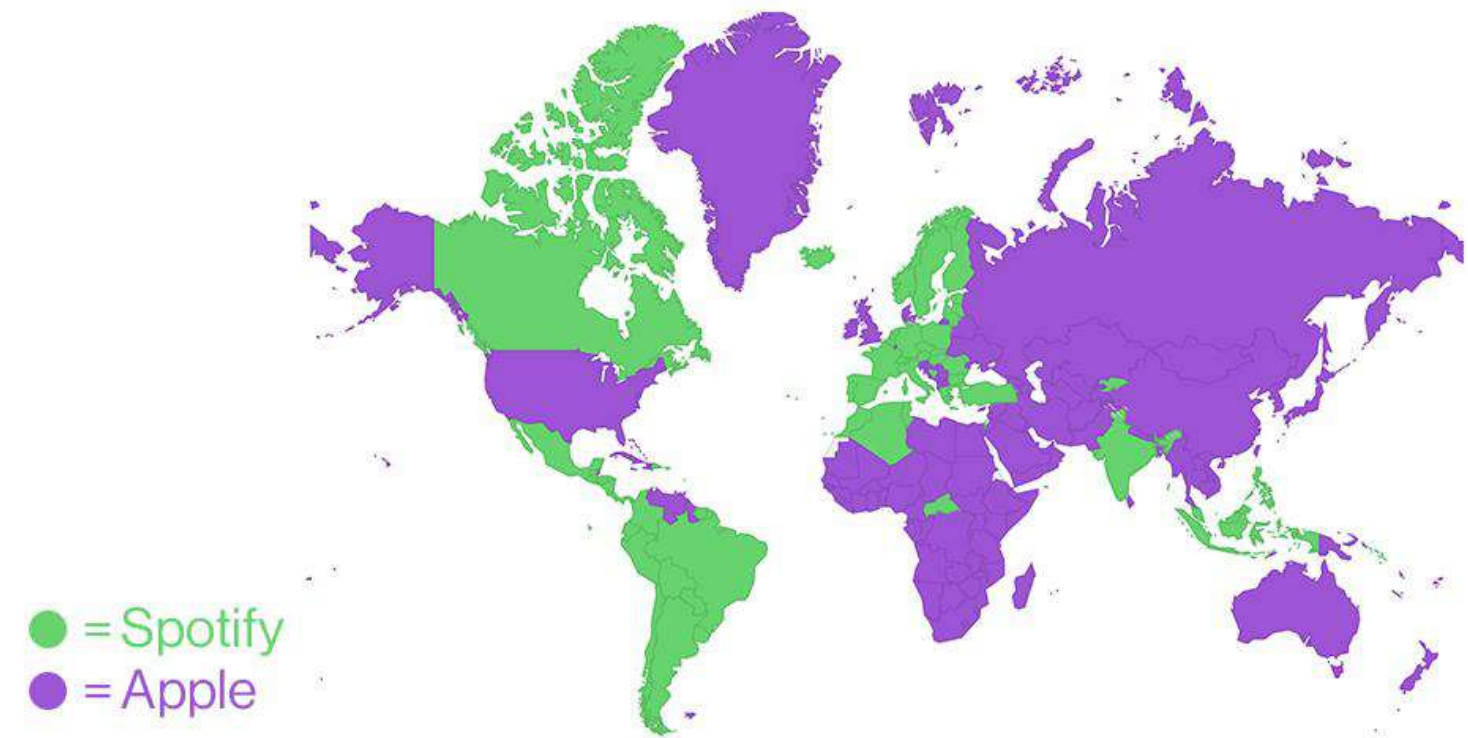 = Spotify
= Apple